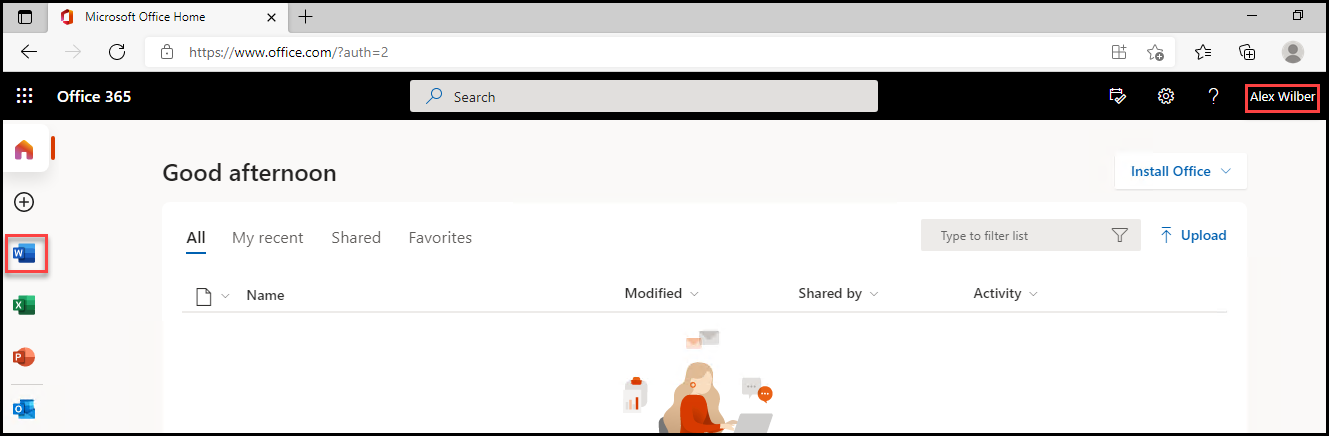 Microsoft Office Home
https://www.office.com/?auth=2
Office 365
Search
Alex Wilber
Good afternoon
Install Office
All My recent Shared Favorites
Type to filter list
Upload
Name Modified Shared by Activity
W
X
P
O